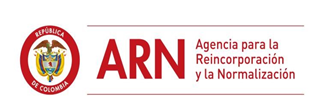 REPÚBLICA
DE COLOMBIA
ARN
Agencia para la
Reincorporación
y la Normalización